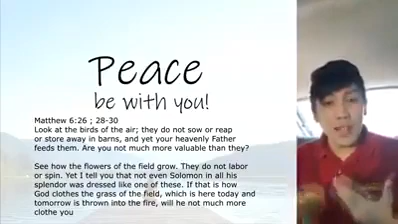 Peace
be with you!
Matthew 6:26 ; 28-30
Look at the birds of the air; they do not sow or reap
or store away in barns, and yet your heavenly Father
feeds them. Are you not much more valuable than they?
See how the flowers of the field grow. They do not labor
or spin. Yet I tell you that not even Solomon in all his
splendor was dressed like one of these. If that is how
God clothes the grass of the field, which is here today and
tomorrow is thrown into the fire, will he not much more
clothe you